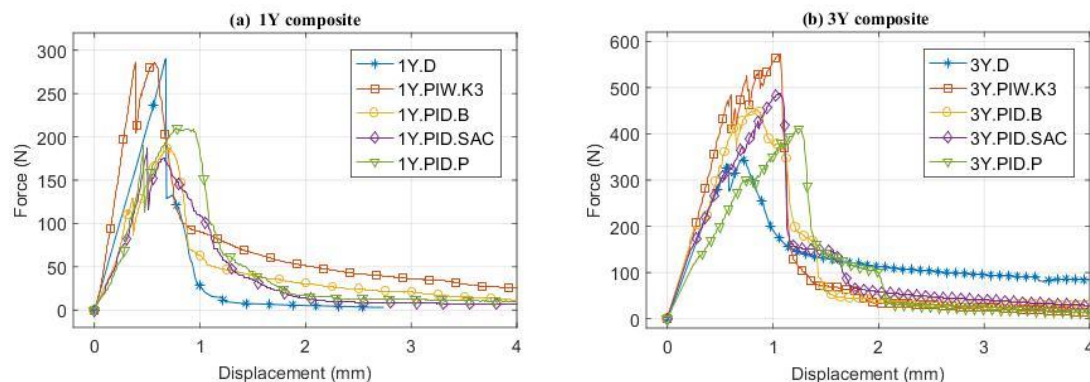 (a) 1Y composite
300
250
200
150
100
50
0
Force (N)
0 1 2 3 4
Displacement (mm)
1Y.D
1Y.PIW.K3
1Y.PID.B
1Y.PID.SAC
1Y.PID.P
(b) 3Y composite
600
500
400
300
200
100
0
Force (N)
0 1 2 3 4
Displacement (mm)
3Y.D
3Y.PIW.K3
3Y.PID.B
3Y.PID.SAC
3Y.PID.P